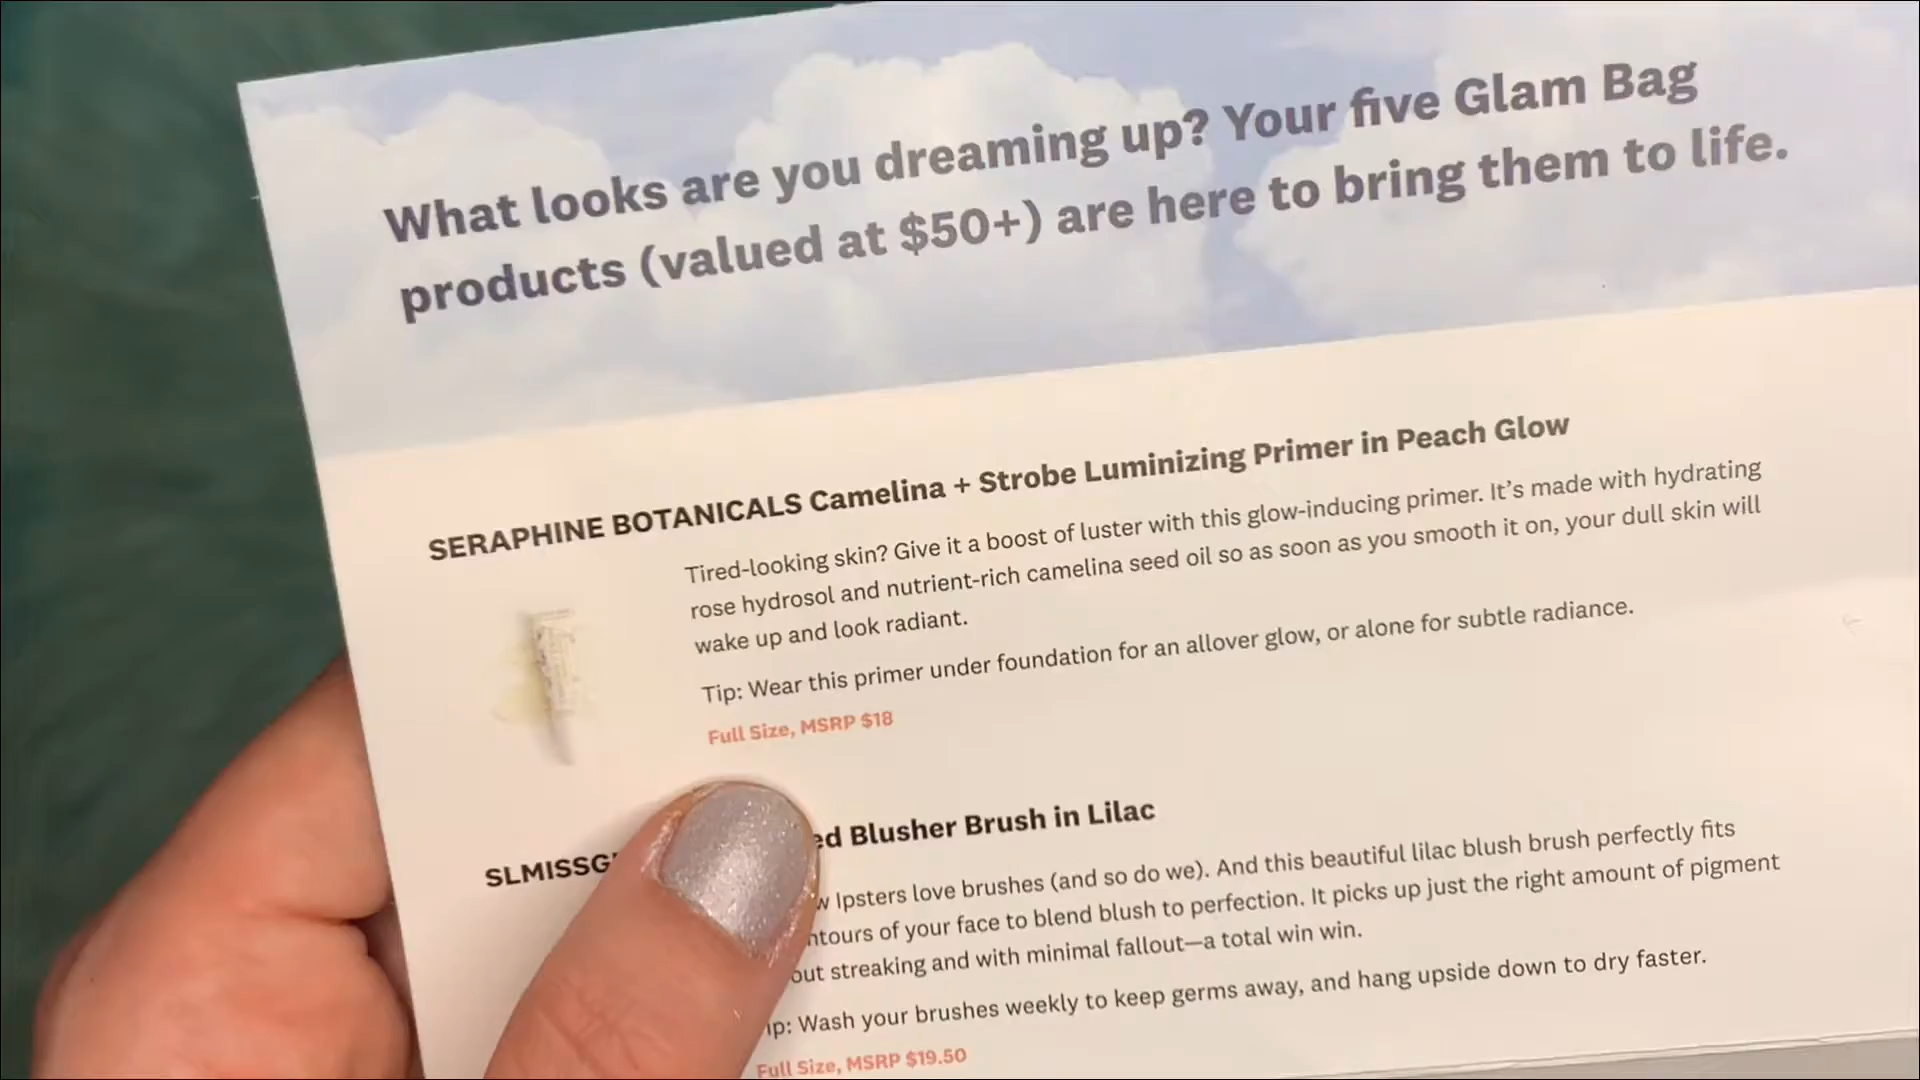 What looks are you dreaming up? Your five Glam Bag
products (valued at $50+) are here to bring them to life.
SERAPHINE BOTANICALS Camelina + Strobe Luminizing Primer in Peach Glow
Tired-looking skin? Give it a boost of luster with this glow-inducing primer. It's made with hydrating
rose hydrosol and nutrient-rich camelina seed oil so as soon as you smooth it on, your dull skin will
wake up and look radiant.
Tip: Wear this primer under foundation for an allover glow, or alone for subtle radiance.
Full Size, MSRP $18
Blusher Brush in Lilac
Ipsters love brushes (and so do we). And this beautiful lilac blush brush perfectly fits
of your face to blend blush to perfection. It picks up just the right amount of pigment
streaking and with minimal fallout—a total win win.
Wash your brushes weekly to keep germs away, and hang upside down to dry faster.
Full Size, MSRP $19.50